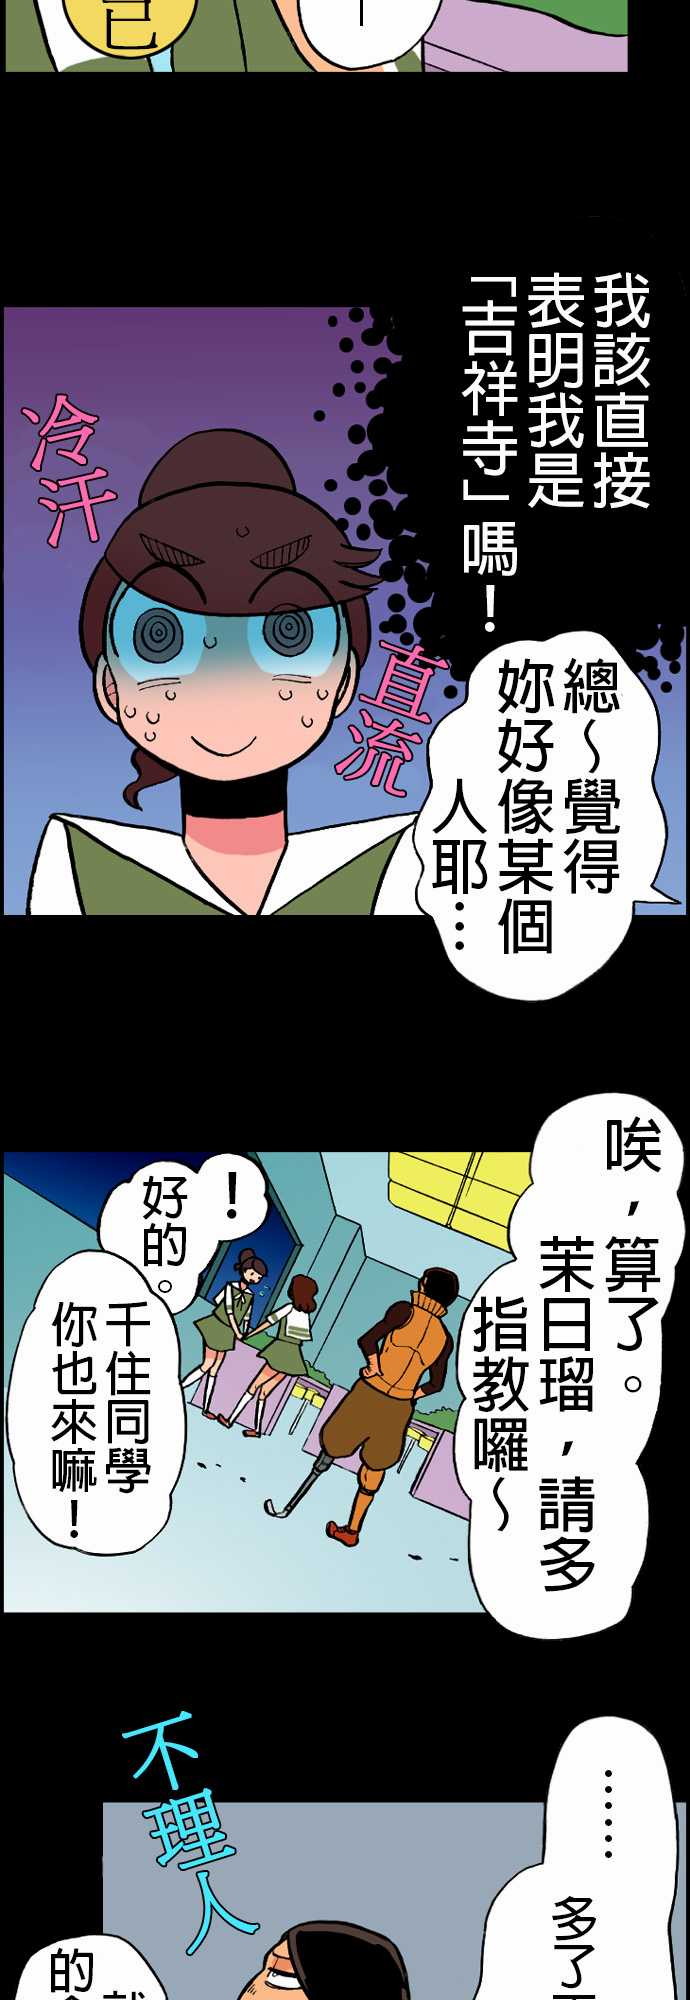 己
我該直接
表明我是
「吉祥寺」嗎！
冷汗
直流
總～覺得
妳好像某個
人耶…
唉，算了。
茉日瑠，請多
指教囉～
！
好的。
千住同學
你也來嘛！
不理人
……
多了
的